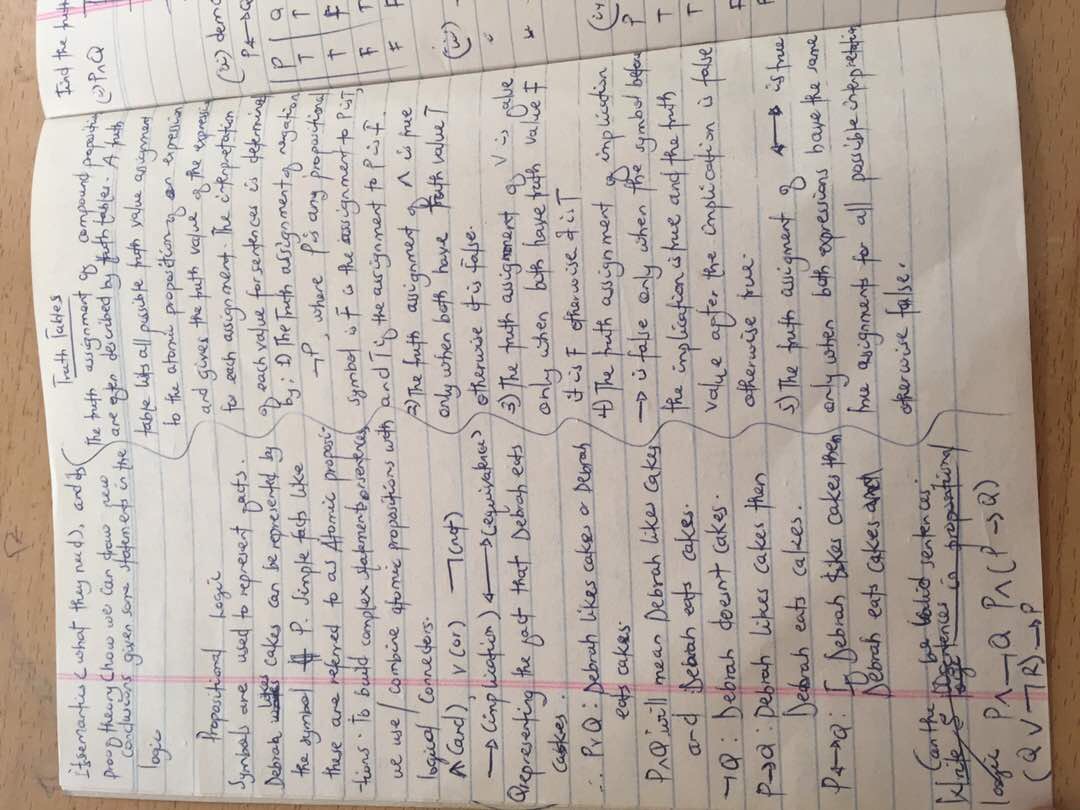 its semantics (what they mean), and its
proof theory (how we can draw new
conclusions given some statements in the
logic
Propositional Logic
Symbols are used to represent facts.
Debrah likes cakes can be represented by
the symbol P. Simple facts like
these are referred to as Atomic proposi-
tions. To build complex statements/sentences
we use / combine atomic propositions with
logical connectors.
∧ (and), ∨ (or) ¬ (not)
→ (implication) ↔ (equivalence)
Q representing the fact that Debrah eats
cakes.
∴ P∨Q: Debrah likes cakes or Debrah
eats cakes
P∧Q will mean Debrah likes cakes
and Debrah eats cakes.
¬Q: Debrah doesnt cakes.
P→Q: Debrah likes cakes then
Debrah eats cakes.
P↔Q: If Debrah likes cakes then
Debrah eats cakes and
Can the be valid sentences.
Write 5 sentences in propositional
logic P∧¬Q P∧(P→Q)
(Q∨¬R)→P
Truth Tables
The truth assignment of compound propositions
are often described by truth tables. A truth
table lists all possible truth value assignment
to the atomic proposition of an expression
and gives the truth value of the expression
for each assignment. The interpretation
of each value for sentences is determined
by: 1) The Truth assignment of negation
¬P, where P is any propositional
symbol is F is the assignment to P is T,
and T if the assignment to P is F.
2) The truth assignment of ∧ is true
only when both have truth value T
otherwise it is false.
3) The truth assignment of ∨ is false
only when both have truth value F
it is F otherwise it is T
4) The truth assignment of implication
→ is false only when the symbol before
the implication is true and the truth
value after the implication is false
otherwise true.
5) The truth assignment of ↔ is true
only when both expressions have the same
true assignment for all possible interpretation
otherwise false.
Find the truth
(i) P∧Q
(ii) dem
P↔Q
P Q
T T
T F
F T
F F
(iii)
(iv)
P
T
T
F